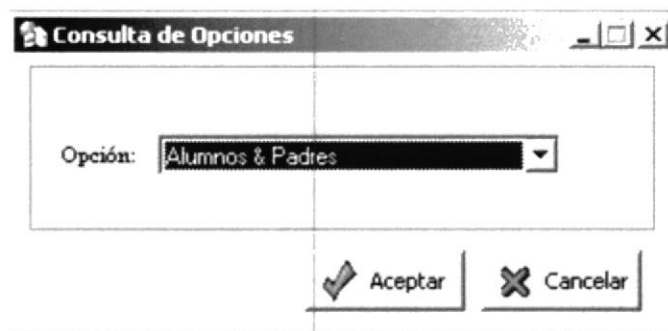 Consulta de Opciones
Opción: Alumnos & Padres
Aceptar Cancelar